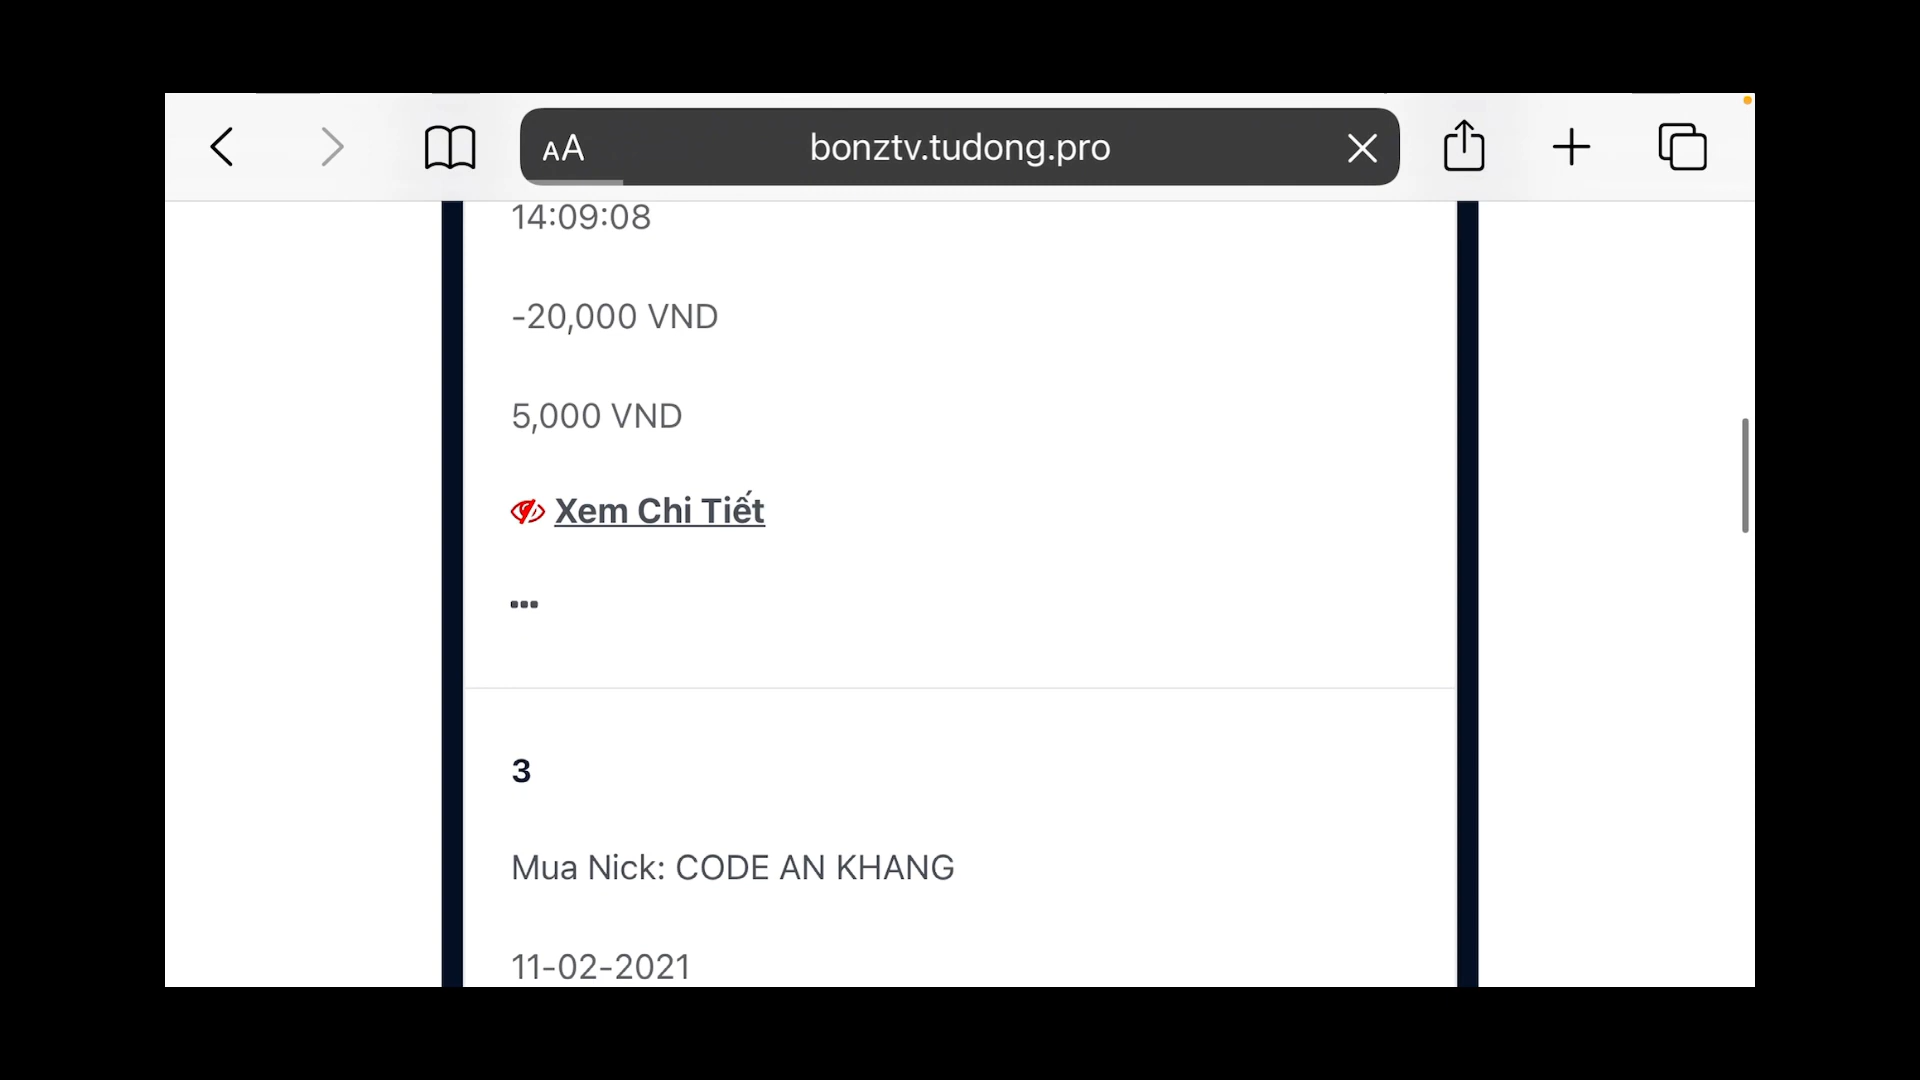 AA
bonztv.tudong.pro
14:09:08
-20,000 VND
5,000 VND
Xem Chi Tiết
3
Mua Nick: CODE AN KHANG
11-02-2021